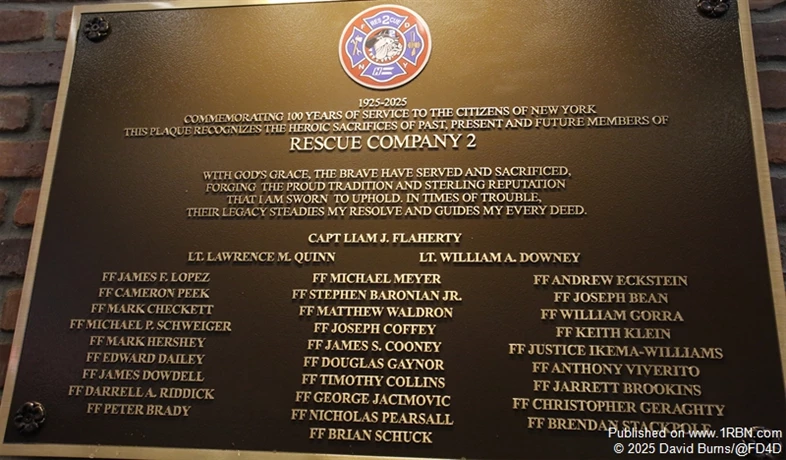 RES 2 CUE
F D
N Y
1925-2025
COMMEMORATING 100 YEARS OF SERVICE TO THE CITIZENS OF NEW YORK
THIS PLAQUE RECOGNIZES THE HEROIC SACRIFICES OF PAST, PRESENT AND FUTURE MEMBERS OF
RESCUE COMPANY 2
WITH GOD'S GRACE, THE BRAVE HAVE SERVED AND SACRIFICED,
FORGING THE PROUD TRADITION AND STERLING REPUTATION
THAT I AM SWORN TO UPHOLD. IN TIMES OF TROUBLE,
THEIR LEGACY STEADIES MY RESOLVE AND GUIDES MY EVERY DEED.
CAPT LIAM J. FLAHERTY
LT. LAWRENCE M. QUINN
LT. WILLIAM A. DOWNEY
FF JAMES F. LOPEZ
FF CAMERON PEEK
FF MARK CHECKETT
FF MICHAEL P. SCHWEIGER
FF MARK HERSHEY
FF EDWARD DAILEY
FF JAMES DOWDELL
FF DARRELL A. RIDDICK
FF PETER BRADY
FF MICHAEL MEYER
FF STEPHEN BARONIAN JR.
FF MATTHEW WALDRON
FF JOSEPH COFFEY
FF JAMES S. COONEY
FF DOUGLAS GAYNOR
FF TIMOTHY COLLINS
FF GEORGE JACIMOVIC
FF NICHOLAS PEARSALL
FF BRIAN SCHUCK
FF ANDREW ECKSTEIN
FF JOSEPH BEAN
FF WILLIAM GORRA
FF KEITH KLEIN
FF JUSTICE IKEMA-WILLIAMS
FF ANTHONY VIVERITO
FF JARRETT BROOKINS
FF CHRISTOPHER GERAGHTY
FF BRENDAN STACKPOLE
Published on www.1RBN.com
© 2025 David Burns/@FD4D